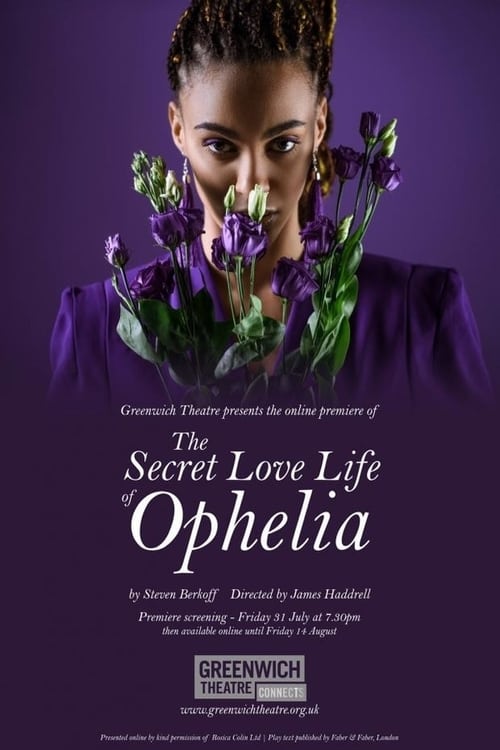 Greenwich Theatre presents the online premiere of
The
Secret Love Life
of
Ophelia
by Steven Berkoff Directed by James Haddrell
Premiere screening - Friday 31 July at 7.30pm
then available online until Friday 14 August
GREENWICH
THEATRE CONNECTS
www.greenwichtheatre.org.uk
Presented online by kind permission of Rosica Colin Ltd | Play text published by Faber & Faber, London